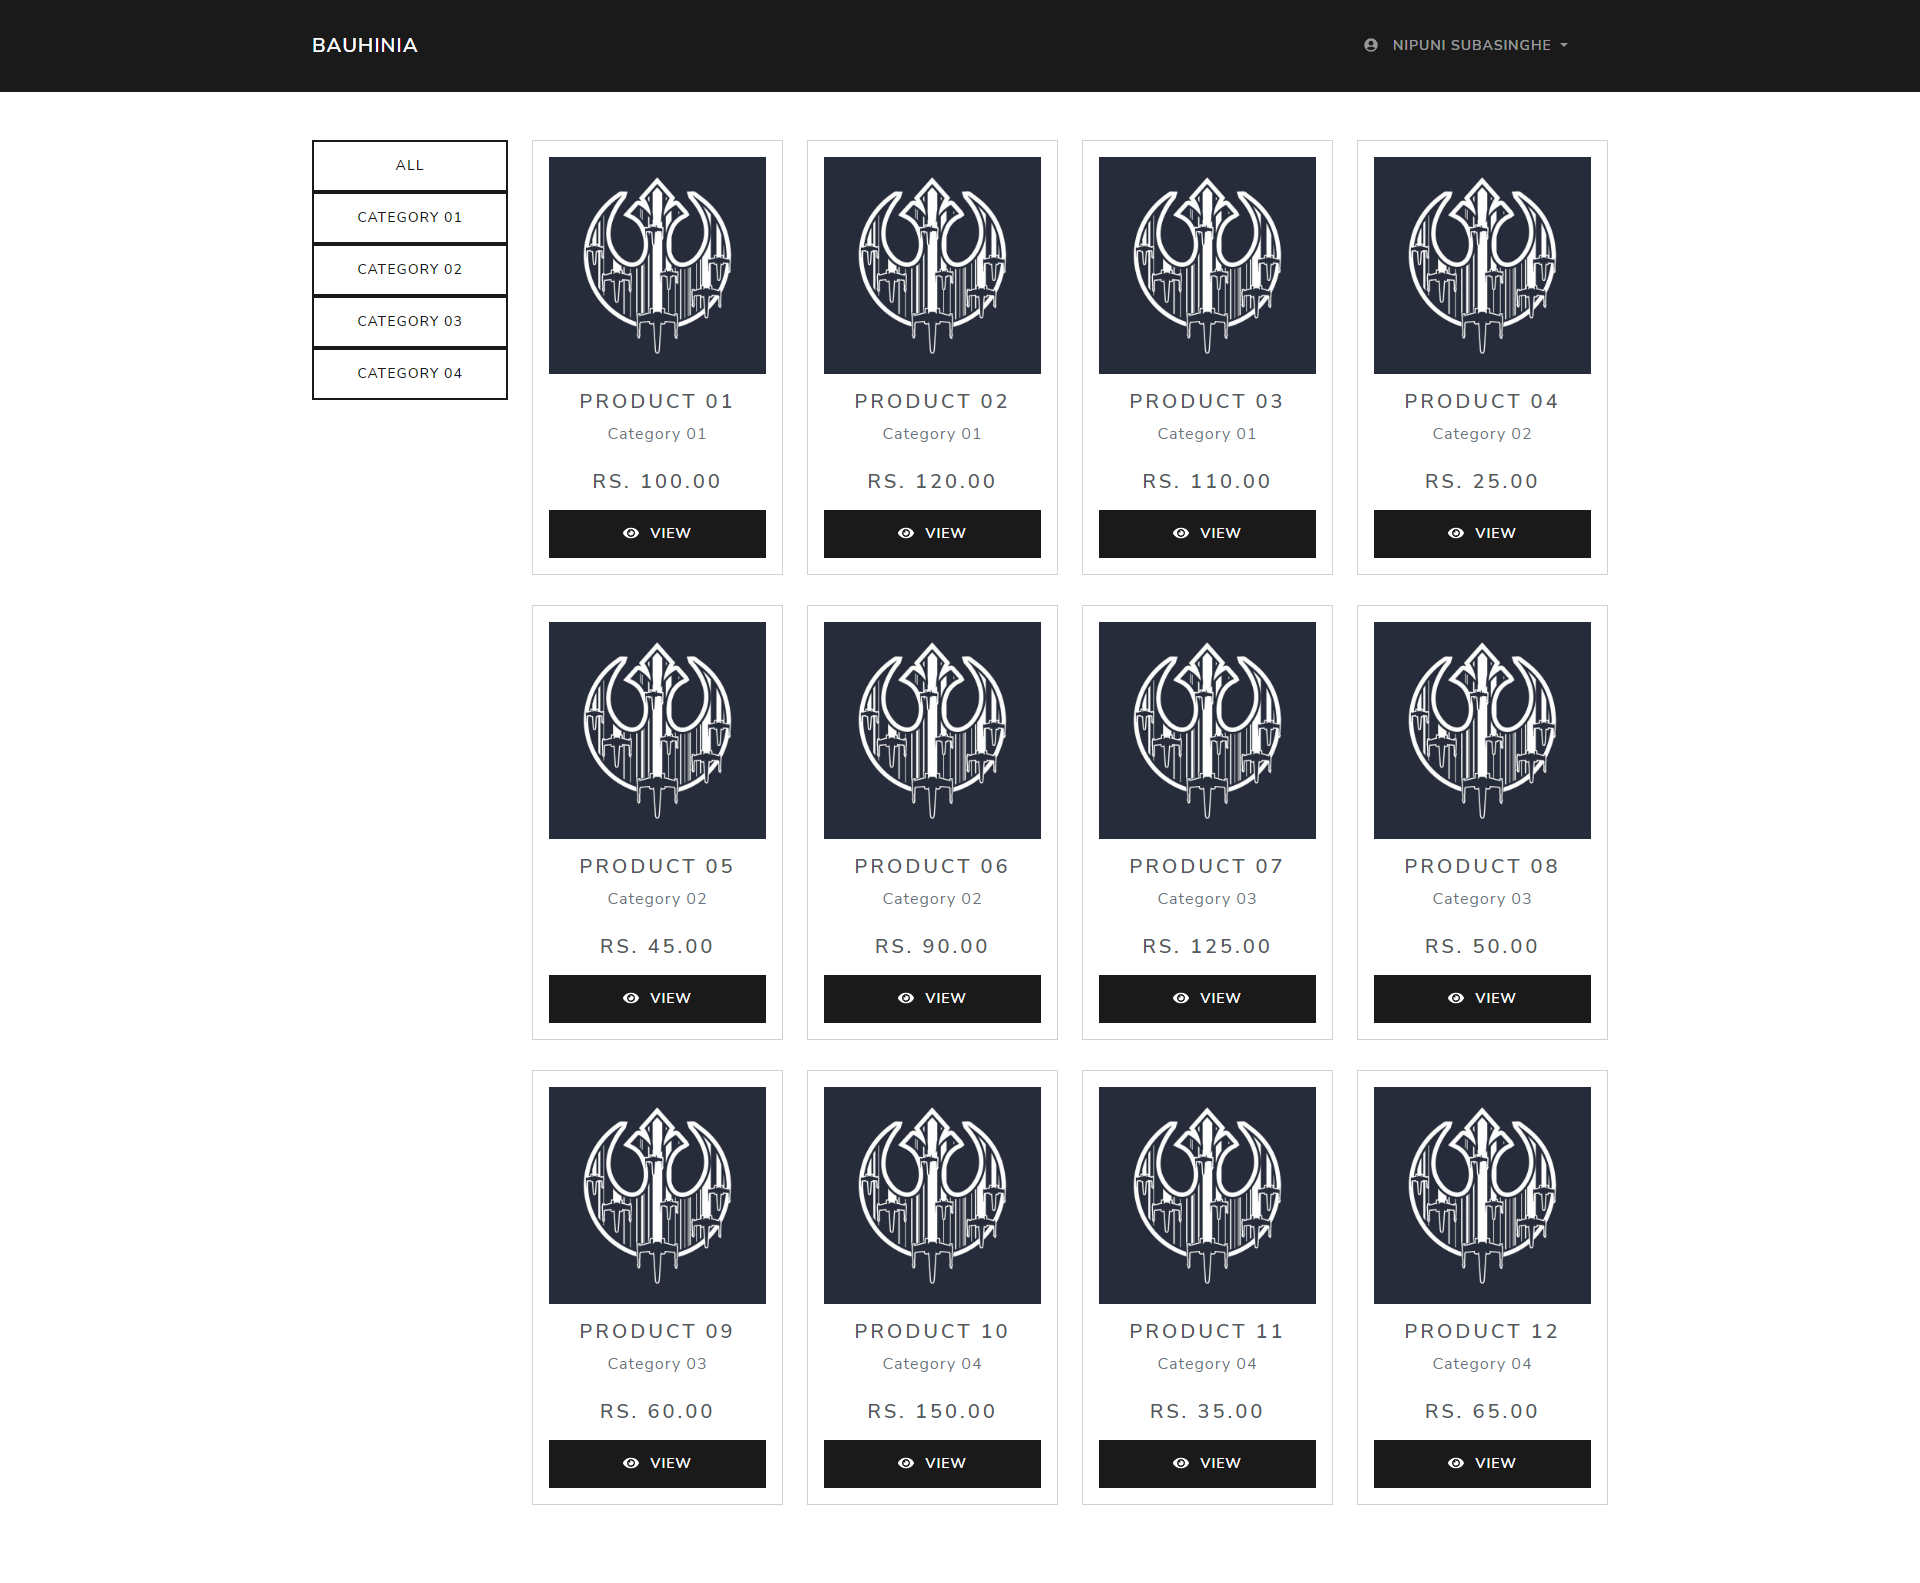 BAUHINIA
NIPUNI SUBASINGHE
ALL
CATEGORY 01
CATEGORY 02
CATEGORY 03
CATEGORY 04
PRODUCT 01
Category 01
RS. 100.00
VIEW
PRODUCT 02
Category 01
RS. 120.00
VIEW
PRODUCT 03
Category 01
RS. 110.00
VIEW
PRODUCT 04
Category 02
RS. 25.00
VIEW
PRODUCT 05
Category 02
RS. 45.00
VIEW
PRODUCT 06
Category 02
RS. 90.00
VIEW
PRODUCT 07
Category 03
RS. 125.00
VIEW
PRODUCT 08
Category 03
RS. 50.00
VIEW
PRODUCT 09
Category 03
RS. 60.00
VIEW
PRODUCT 10
Category 04
RS. 150.00
VIEW
PRODUCT 11
Category 04
RS. 35.00
VIEW
PRODUCT 12
Category 04
RS. 65.00
VIEW